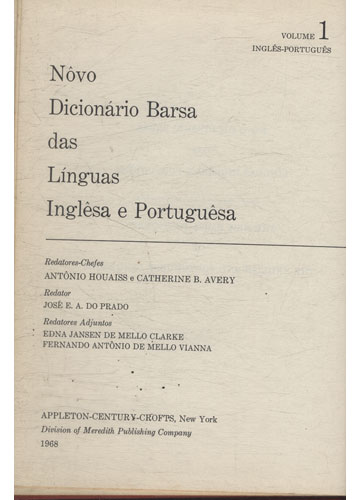 VOLUME 1
INGLÊS-PORTUGUÊS
Nôvo
Dicionário Barsa
das
Línguas
Inglêsa e Portuguêsa
Redatores-Chefes
ANTÔNIO HOUAISS e CATHERINE B. AVERY
Redator
JOSÉ E. A. DO PRADO
Redatores Adjuntos
EDNA JANSEN DE MELLO CLARKE
FERNANDO ANTÔNIO DE MELLO VIANNA
APPLETON-CENTURY-CROFTS, New York
Division of Meredith Publishing Company
1968